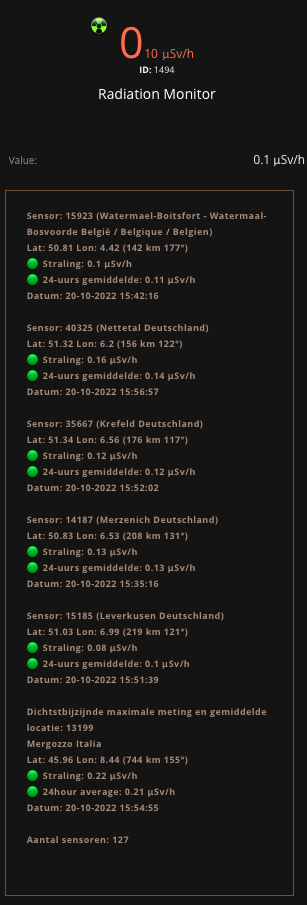 0 10 µSv/h
ID: 1494
Radiation Monitor
Value: 0.1 µSv/h
Sensor: 15923 (Watermael-Boitsfort - Watermaal-
Bosvoorde België / Belgique / Belgien)
Lat: 50.81 Lon: 4.42 (142 km 177°)
Straling: 0.1 µSv/h
24-uurs gemiddelde: 0.11 µSv/h
Datum: 20-10-2022 15:42:16
Sensor: 40325 (Nettetal Deutschland)
Lat: 51.32 Lon: 6.2 (156 km 122°)
Straling: 0.16 µSv/h
24-uurs gemiddelde: 0.14 µSv/h
Datum: 20-10-2022 15:56:57
Sensor: 35667 (Krefeld Deutschland)
Lat: 51.34 Lon: 6.56 (176 km 117°)
Straling: 0.12 µSv/h
24-uurs gemiddelde: 0.12 µSv/h
Datum: 20-10-2022 15:52:02
Sensor: 14187 (Merzenich Deutschland)
Lat: 50.83 Lon: 6.53 (208 km 131°)
Straling: 0.13 µSv/h
24-uurs gemiddelde: 0.13 µSv/h
Datum: 20-10-2022 15:35:16
Sensor: 15185 (Leverkusen Deutschland)
Lat: 51.03 Lon: 6.99 (219 km 121°)
Straling: 0.08 µSv/h
24-uurs gemiddelde: 0.1 µSv/h
Datum: 20-10-2022 15:51:39
Dichtstbijzijnde maximale meting en gemiddelde
locatie: 13199
Mergozzo Italia
Lat: 45.96 Lon: 8.44 (744 km 155°)
Straling: 0.22 µSv/h
24hour average: 0.21 µSv/h
Datum: 20-10-2022 15:54:55
Aantal sensoren: 127